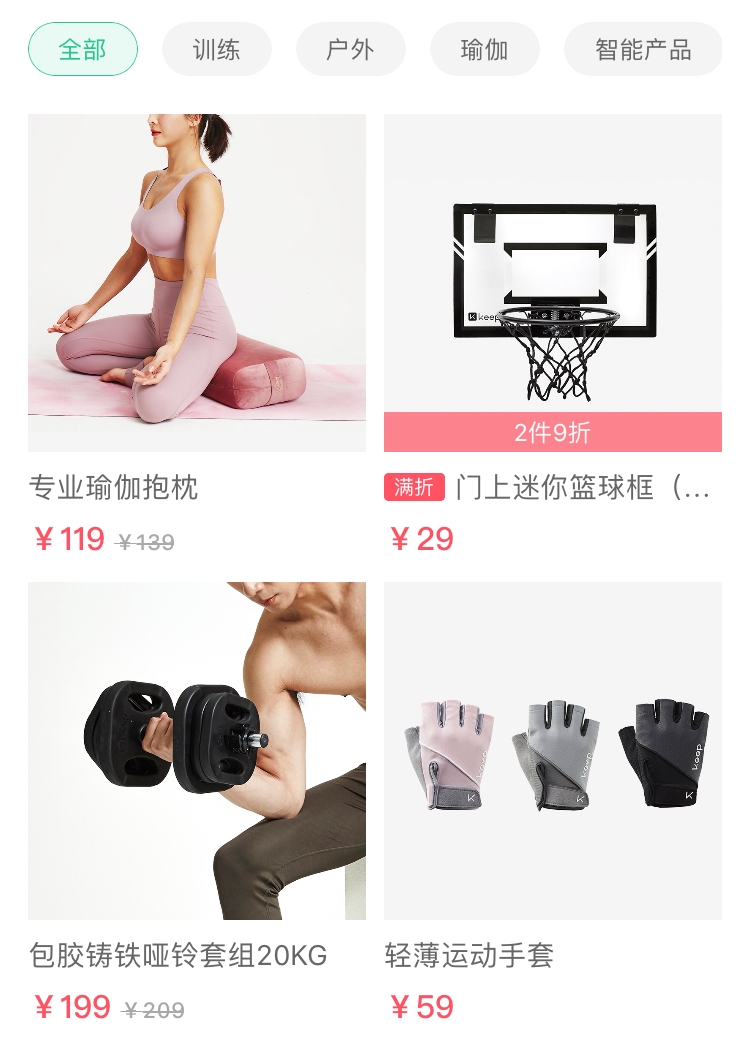 全部
训练
户外
瑜伽
智能产品
keep
2件9折
专业瑜伽抱枕
满折 门上迷你篮球框（...
￥119 ￥139
￥29
keep
keep
keep
包胶铸铁哑铃套组20KG
轻薄运动手套
￥199 ￥209
￥59